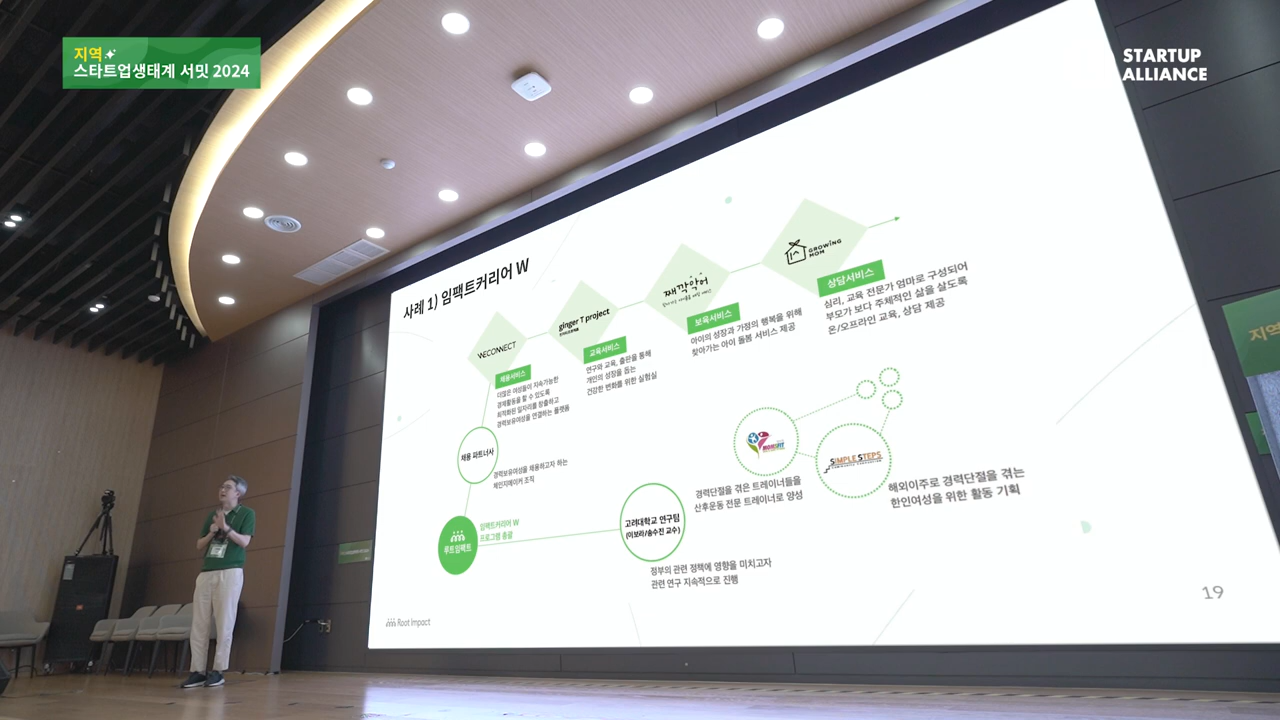 지역
스타트업생태계 서밋 2024
STARTUP
ALLIANCE
사례 1) 임팩트커리어 W
WECONNECT
채용서비스
더많은 여성들이 지속가능한
경제활동을 할 수 있도록
최적화된 일자리를 창출하고
경력보유여성을 연결하는 플랫폼
ginger T project
교육서비스
연구와 교육, 출판을 통해
개인의 성장을 돕는
건강한 변화를 위한 실험실
째깍악어
보육서비스
아이의 성장과 가정의 행복을 위해
찾아가는 아이 돌봄 서비스 제공
GROWING
MOM
상담서비스
심리, 교육 전문가 엄마로 구성되어
부모가 보다 주체적인 삶을 살도록
온/오프라인 교육, 상담 제공
채용 파트너사
경력보유여성을 채용하고자 하는
체인지메이커 조직
루트임팩트
임팩트커리어 W
프로그램 총괄
고려대학교 연구팀
(이보라/송수진 교수)
정부의 관련 정책에 영향을 미치고자
관련 연구 지속적으로 진행
MOMSFIT
경력단절을 겪은 트레이너들을
산후운동 전문 트레이너로 양성
SIMPLE STEPS
해외이주로 경력단절을 겪는
한인여성을 위한 활동 기획
Root Impact
19
지역